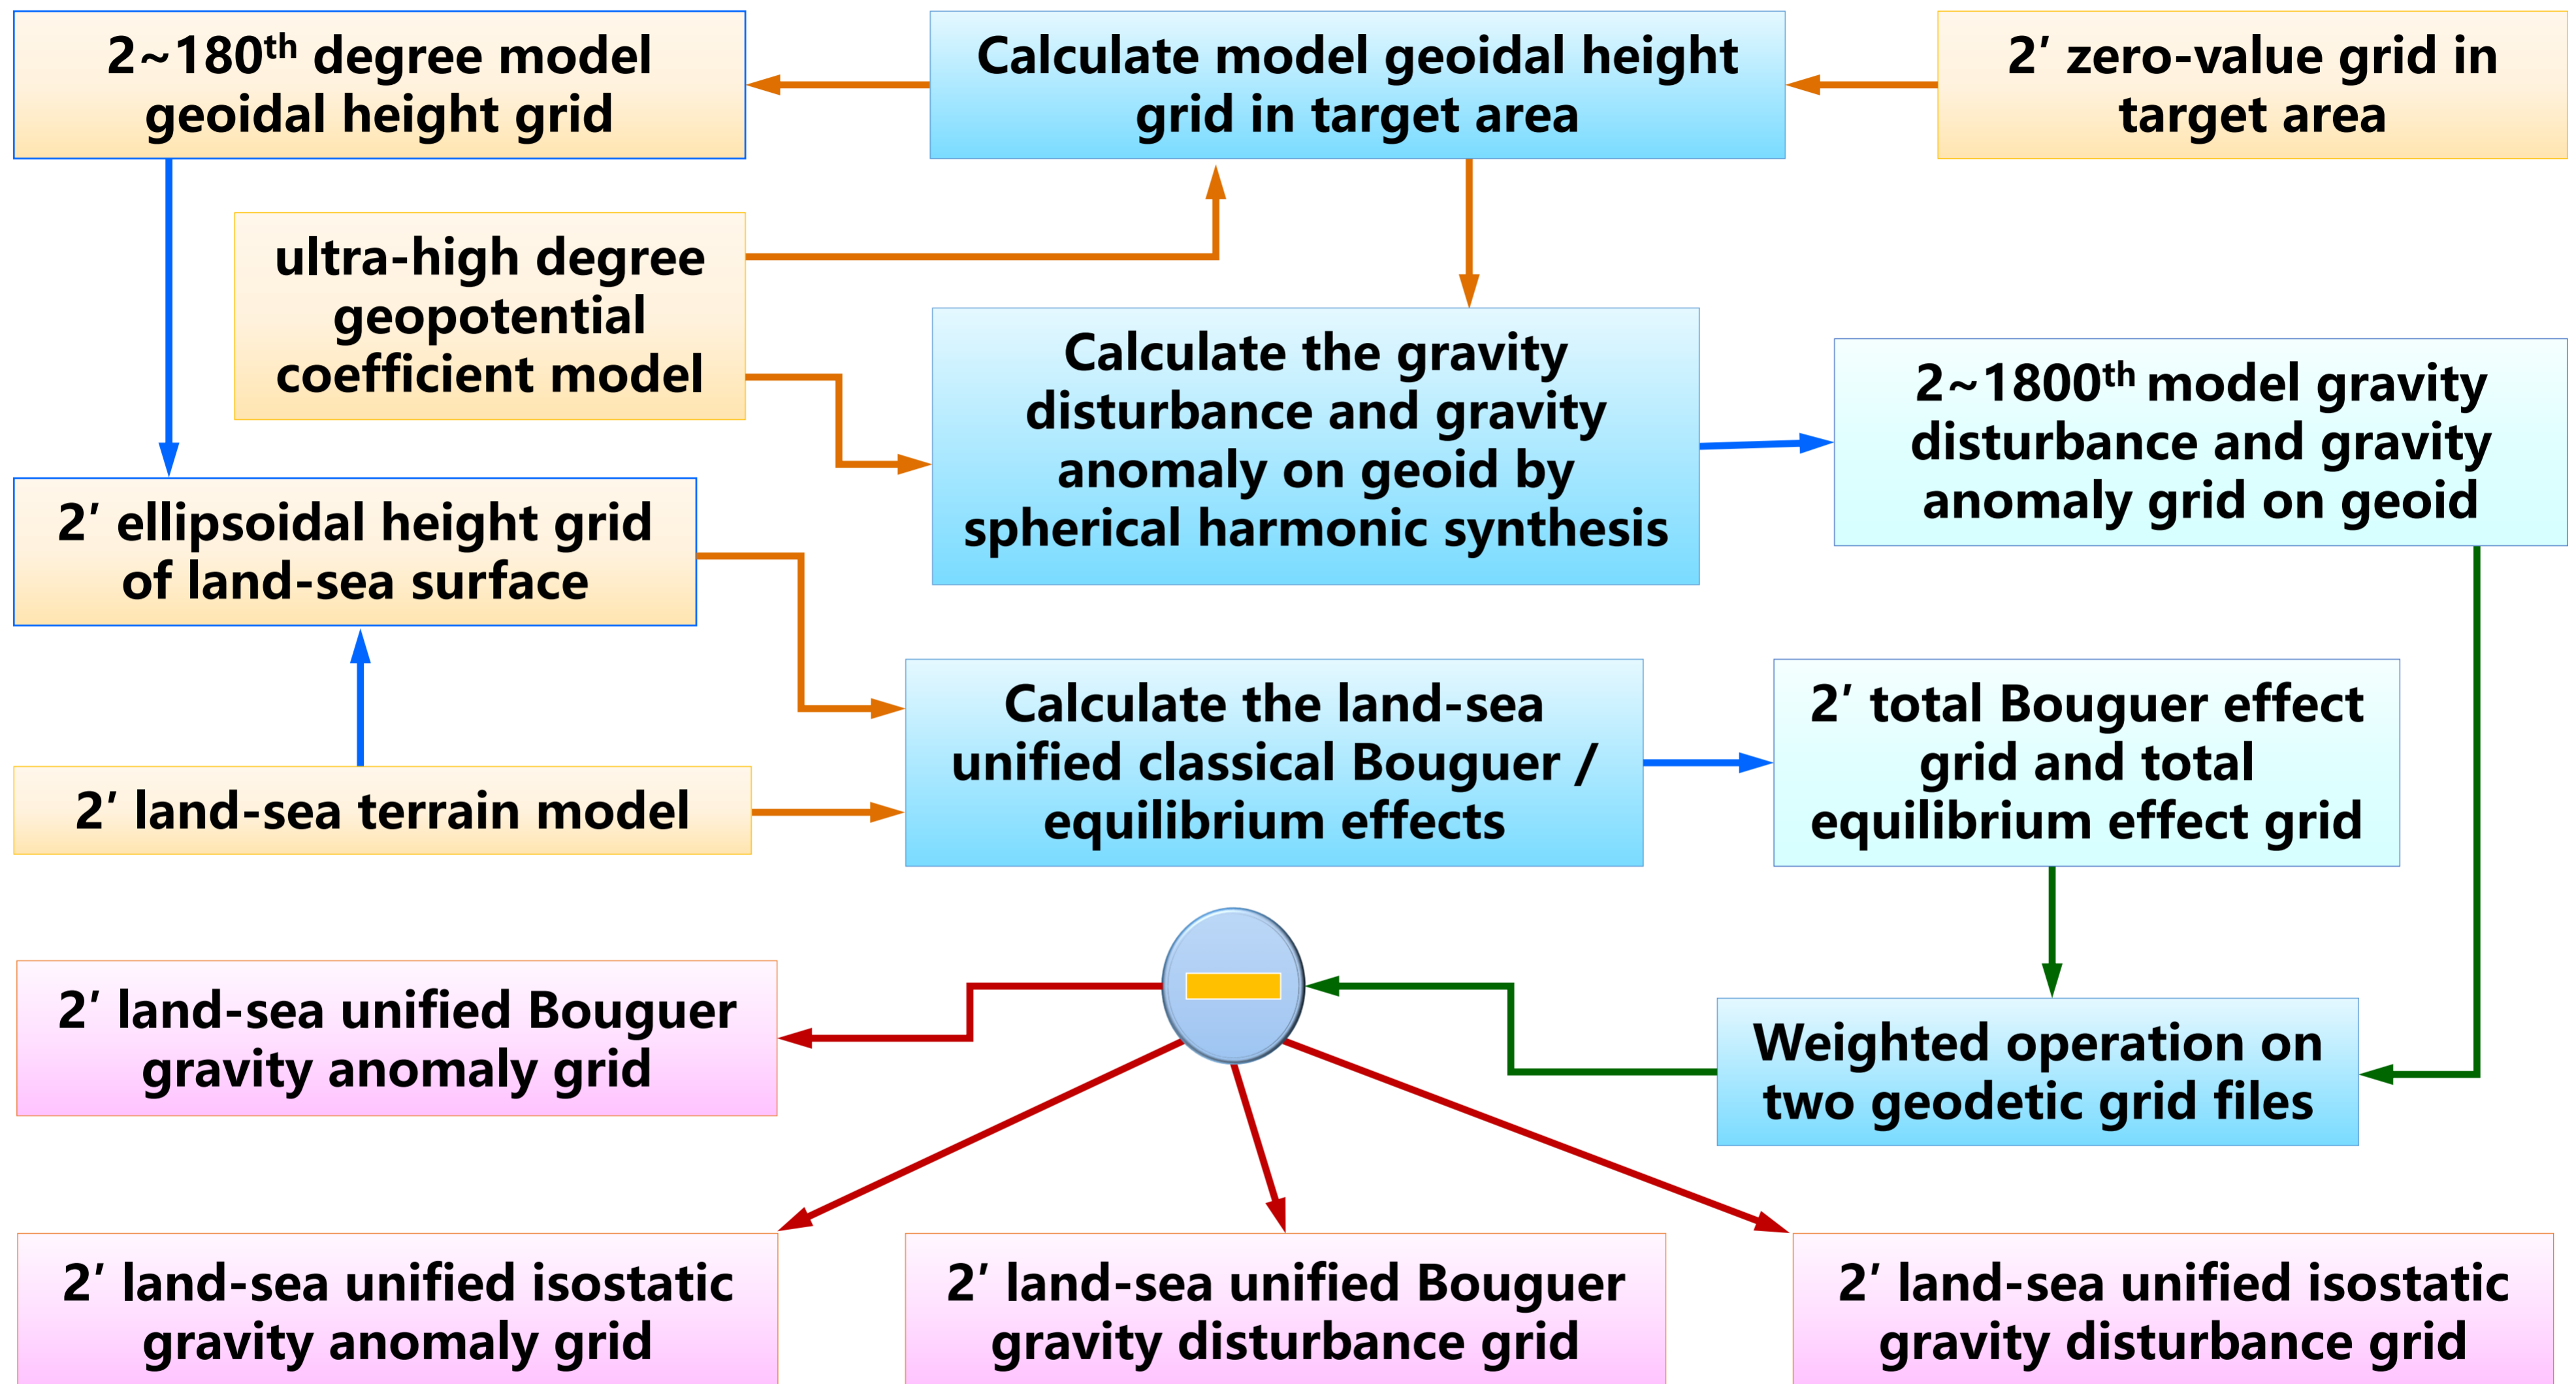 2~180th degree model
geoidal height grid
Calculate model geoidal height
grid in target area
2′ zero-value grid in
target area
ultra-high degree
geopotential
coefficient model
Calculate the gravity
disturbance and gravity
anomaly on geoid by
spherical harmonic synthesis
2~1800th model gravity
disturbance and gravity
anomaly grid on geoid
2′ ellipsoidal height grid
of land-sea surface
Calculate the land-sea
unified classical Bouguer /
equilibrium effects
2′ total Bouguer effect
grid and total
equilibrium effect grid
2′ land-sea terrain model
2′ land-sea unified Bouguer
gravity anomaly grid
Weighted operation on
two geodetic grid files
2′ land-sea unified isostatic
gravity anomaly grid
2′ land-sea unified Bouguer
gravity disturbance grid
2′ land-sea unified isostatic
gravity disturbance grid